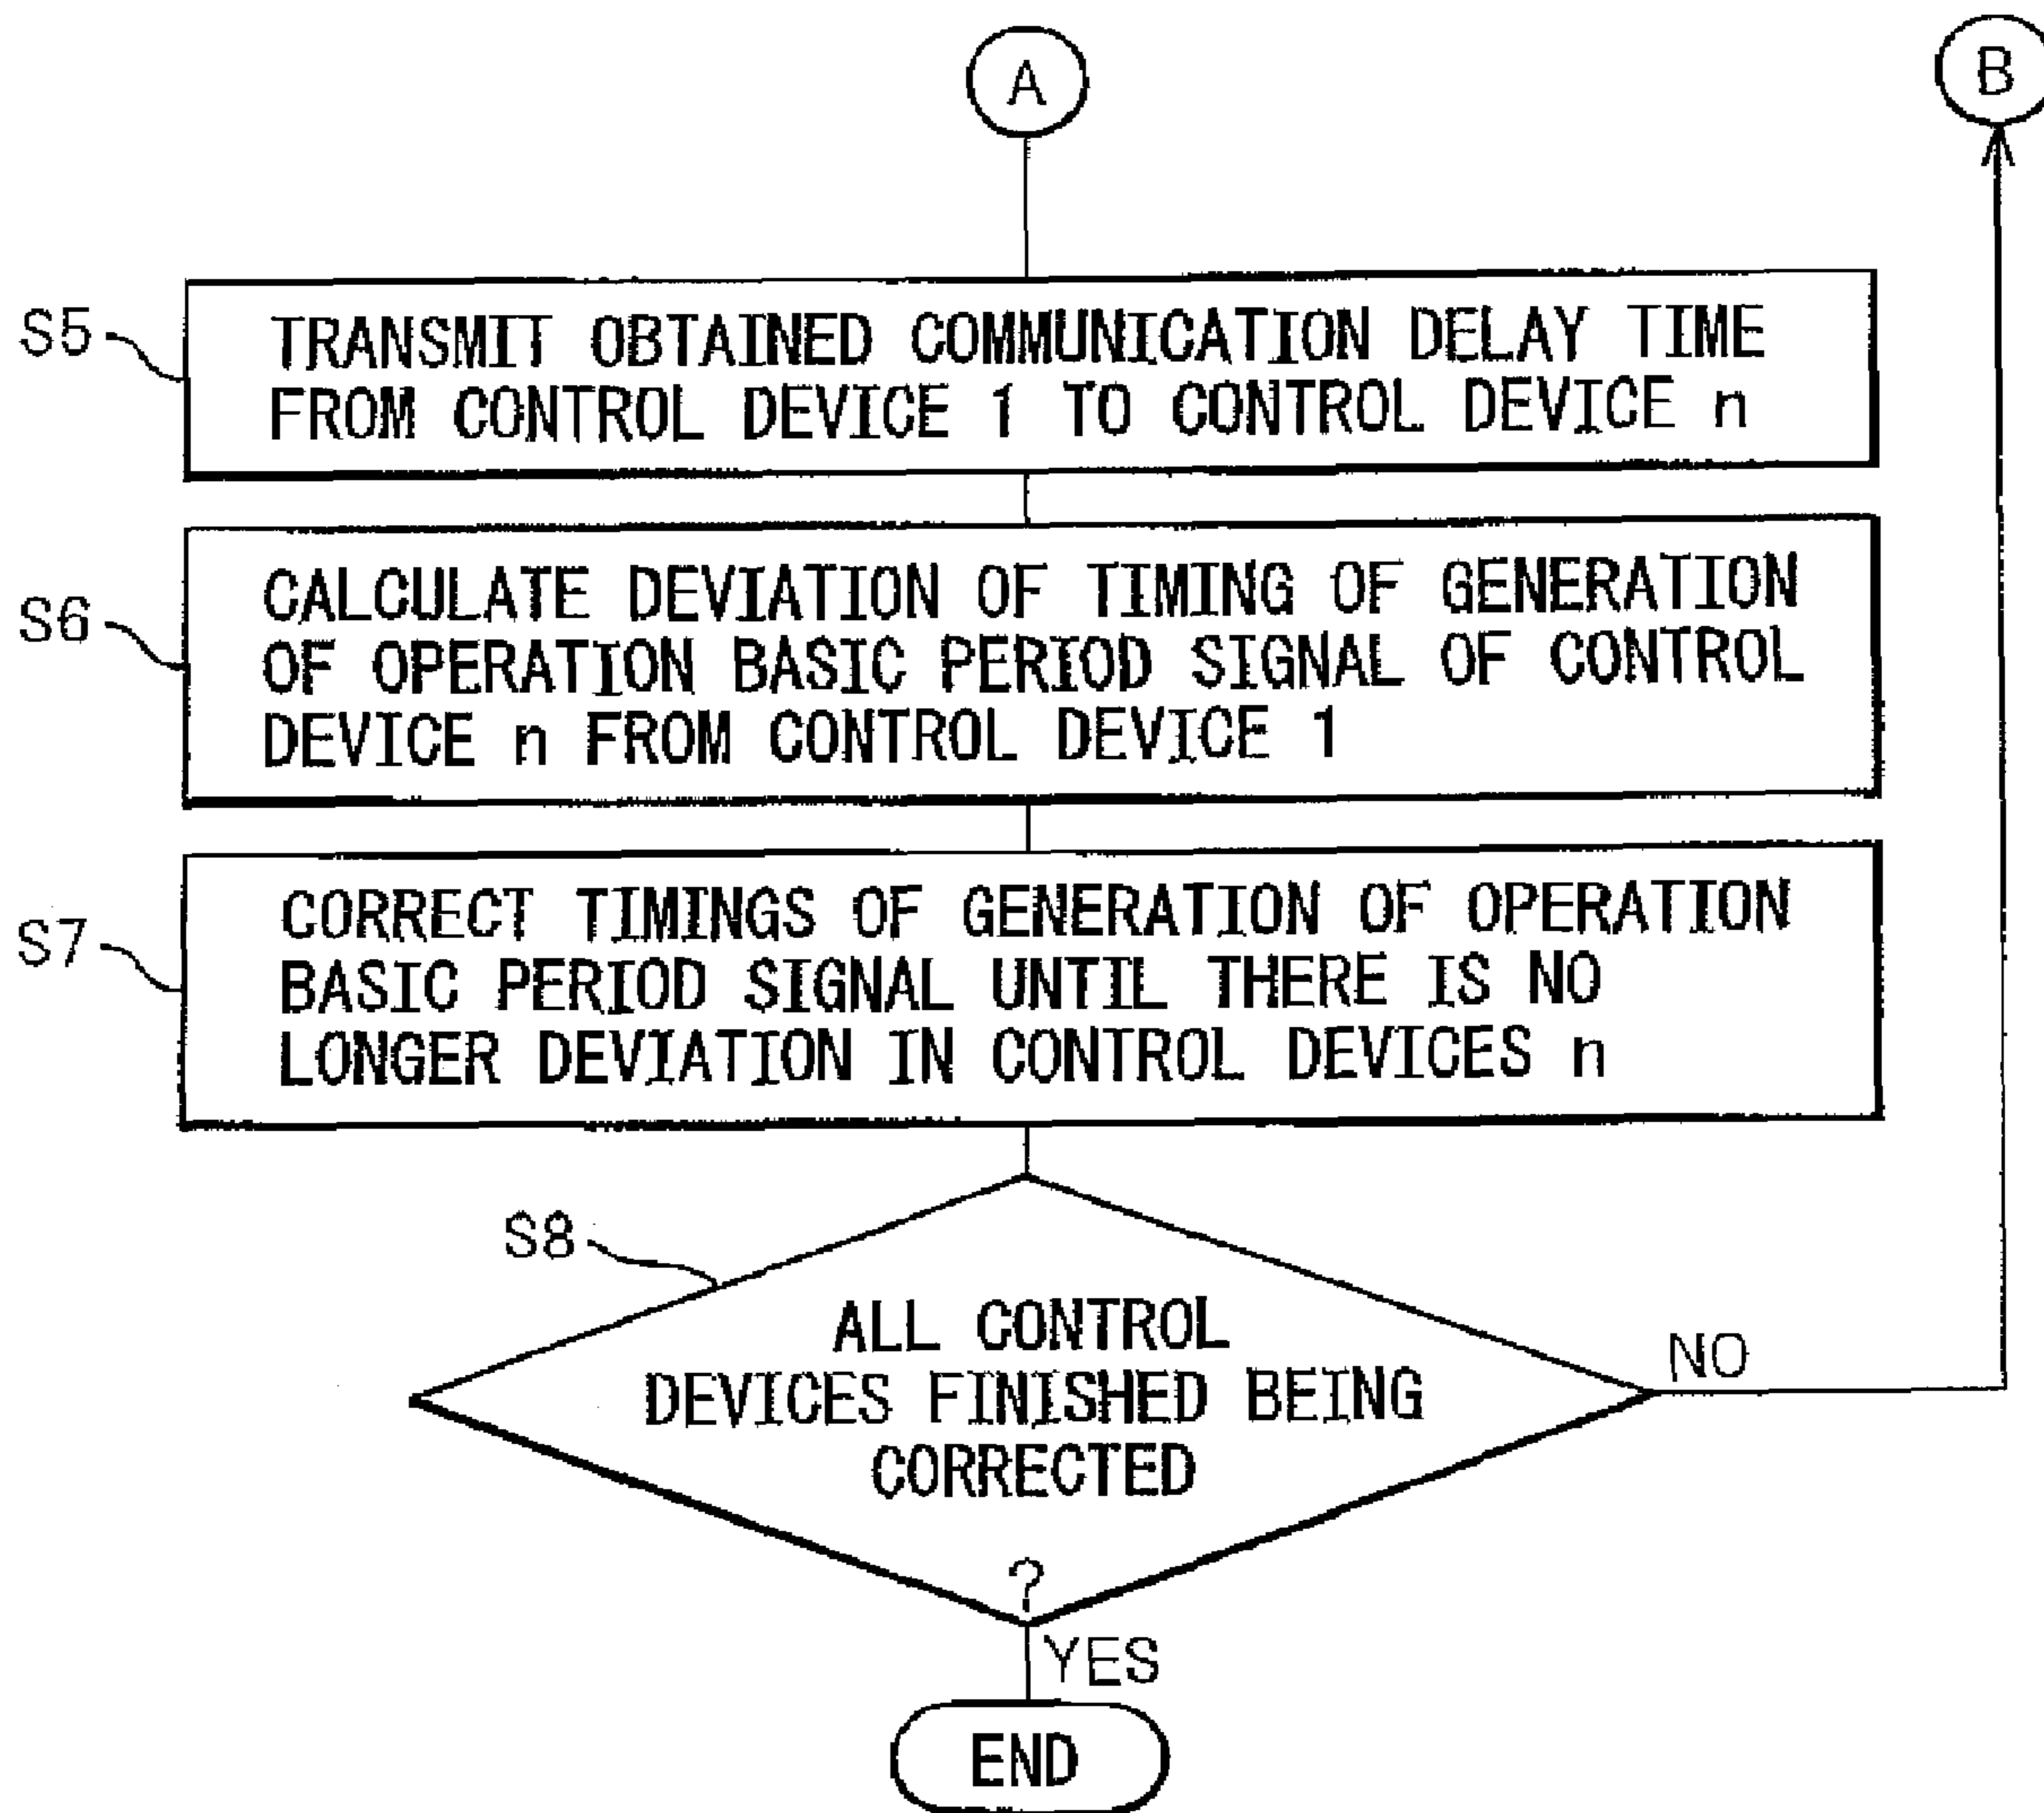 A
B
S5
TRANSMIT OBTAINED COMMUNICATION DELAY TIME
FROM CONTROL DEVICE 1 TO CONTROL DEVICE n
S6
CALCULATE DEVIATION OF TIMING OF GENERATION
OF OPERATION BASIC PERIOD SIGNAL OF CONTROL
DEVICE n FROM CONTROL DEVICE 1
S7
CORRECT TIMINGS OF GENERATION OF OPERATION
BASIC PERIOD SIGNAL UNTIL THERE IS NO
LONGER DEVIATION IN CONTROL DEVICES n
S8
ALL CONTROL
DEVICES FINISHED BEING
CORRECTED
?
NO
YES
END